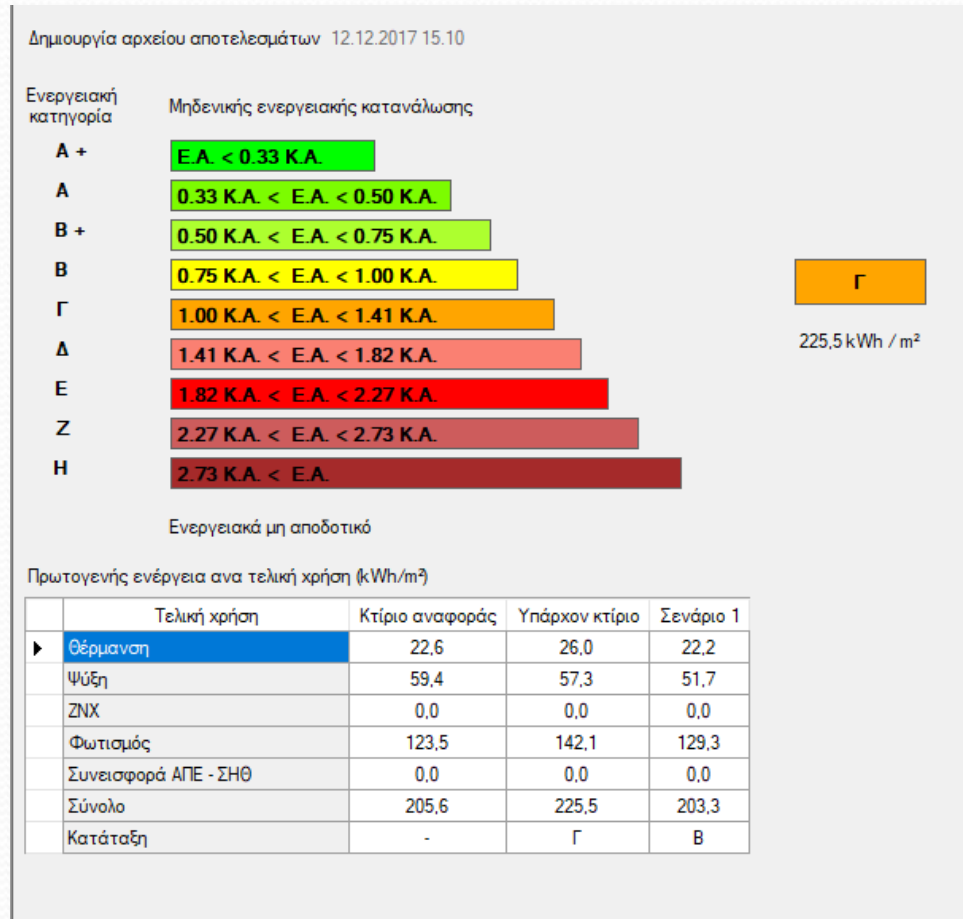 Δημιουργία αρχείου αποτελεσμάτων 12.12.2017 15.10
Ενεργειακή κατηγορία
Μηδενικής ενεργειακής κατανάλωσης
Α + Ε.Α. < 0.33 Κ.Α.
Α 0.33 Κ.Α. < Ε.Α. < 0.50 Κ.Α.
Β + 0.50 Κ.Α. < Ε.Α. < 0.75 Κ.Α.
Β 0.75 Κ.Α. < Ε.Α. < 1.00 Κ.Α.
Γ 1.00 Κ.Α. < Ε.Α. < 1.41 Κ.Α.
Δ 1.41 Κ.Α. < Ε.Α. < 1.82 Κ.Α.
Ε 1.82 Κ.Α. < Ε.Α. < 2.27 Κ.Α.
Ζ 2.27 Κ.Α. < Ε.Α. < 2.73 Κ.Α.
Η 2.73 Κ.Α. < Ε.Α.
Γ
225,5 kWh / m²
Ενεργειακά μη αποδοτικό
Πρωτογενής ενέργεια ανα τελική χρήση (kWh/m²)
Τελική χρήση Κτίριο αναφοράς Υπάρχον κτίριο Σενάριο 1
Θέρμανση 22,6 26,0 22,2
Ψύξη 59,4 57,3 51,7
ΖΝΧ 0,0 0,0 0,0
Φωτισμός 123,5 142,1 129,3
Συνεισφορά ΑΠΕ - ΣΗΘ 0,0 0,0 0,0
Σύνολο 205,6 225,5 203,3
Κατάταξη - Γ Β